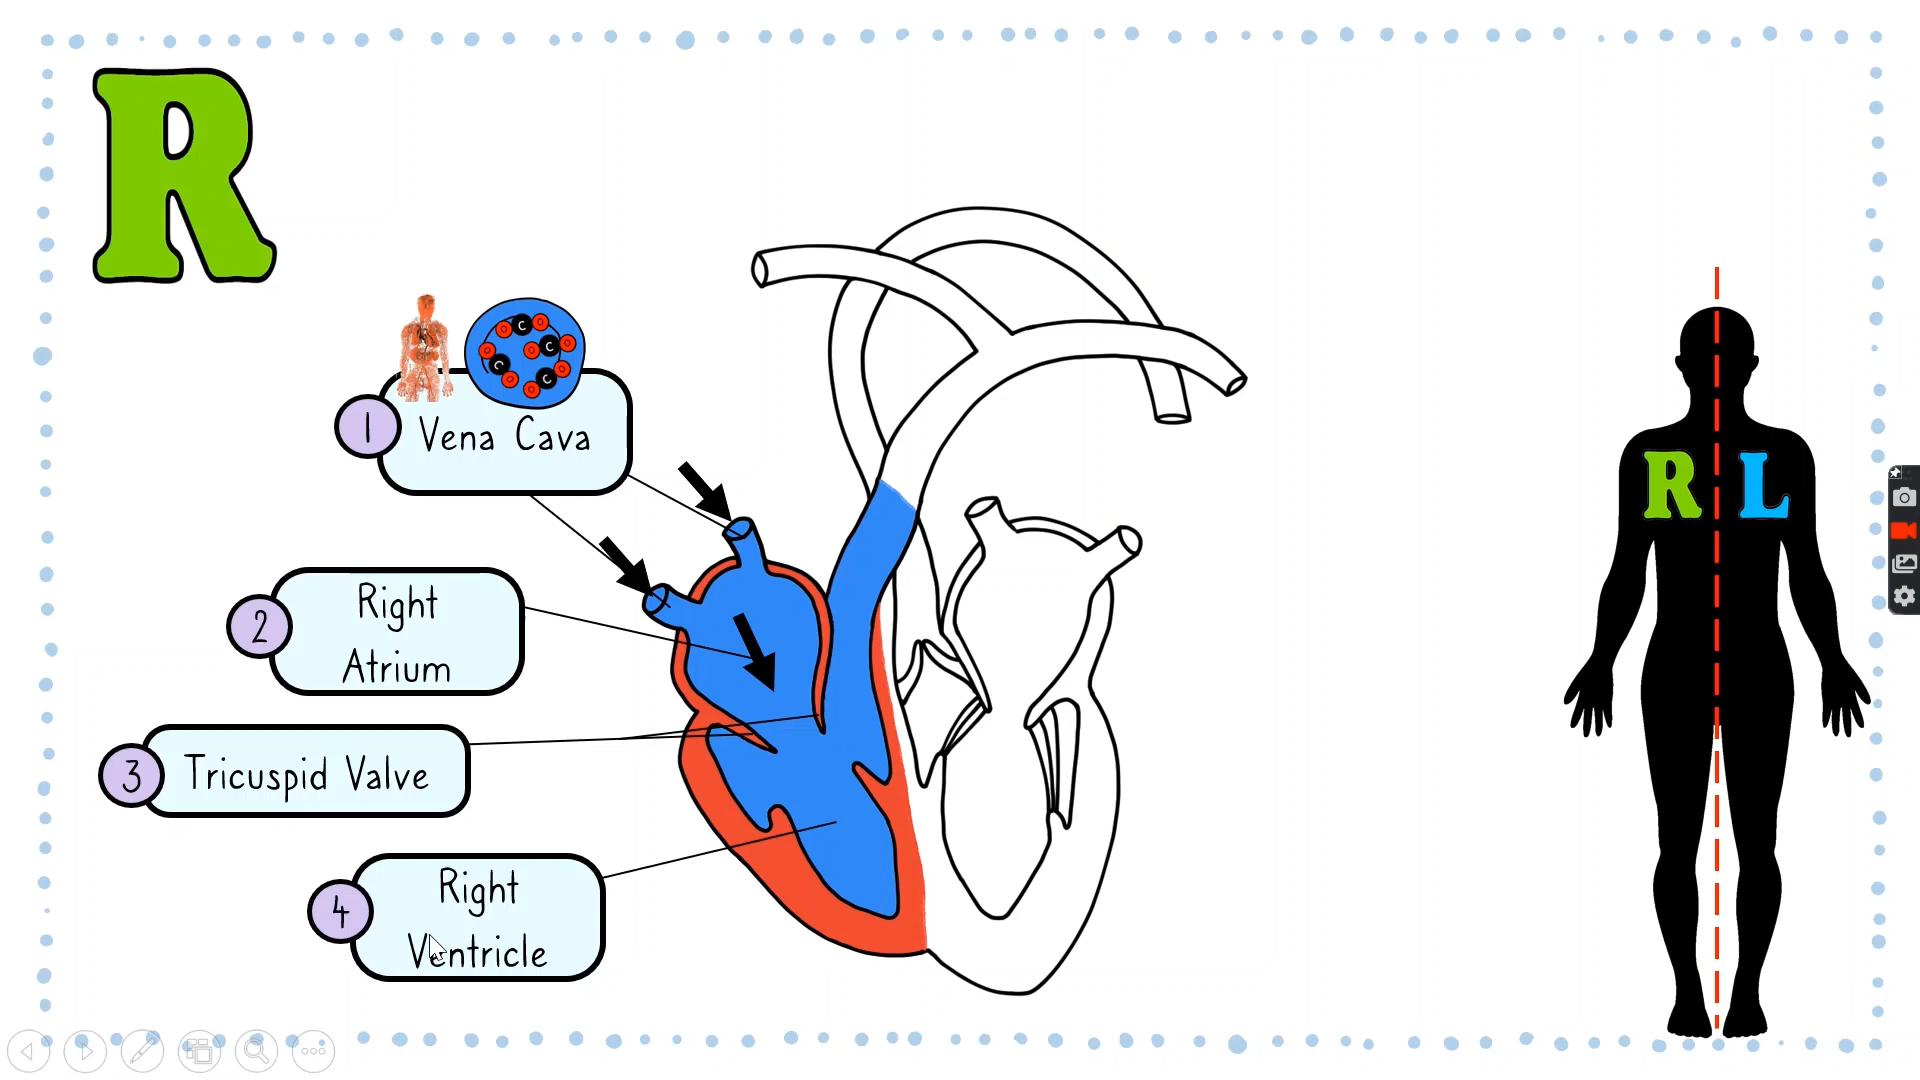 R
C
C
C
C
1
Vena Cava
2
Right
Atrium
3
Tricuspid Valve
4
Right
Ventricle
R L